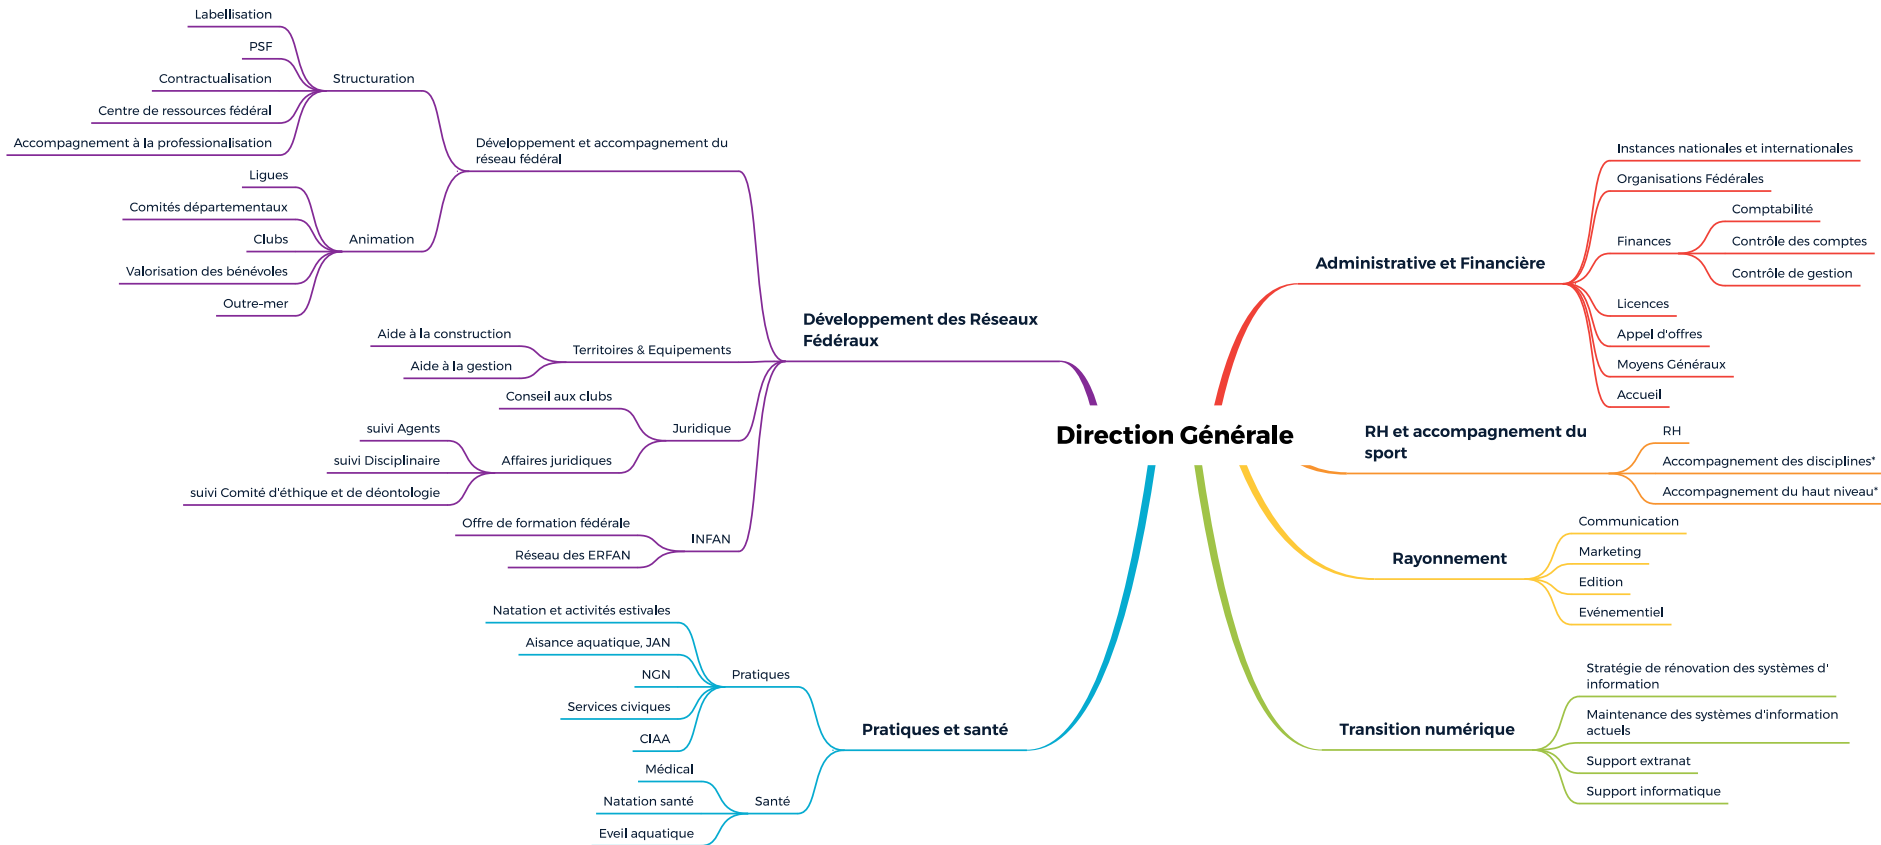 Labellisation
PSF
Contractualisation
Centre de ressources fédéral
Accompagnement à la professionalisation
Structuration
Ligues
Comités départementaux
Clubs
Valorisation des bénévoles
Outre-mer
Animation
Développement et accompagnement du
réseau fédéral
Aide à la construction
Aide à la gestion
Territoires & Equipements
Conseil aux clubs
suivi Agents
suivi Disciplinaire
suivi Comité d'éthique et de déontologie
Affaires juridiques
Juridique
Offre de formation fédérale
Réseau des ERFAN
INFAN
Développement des Réseaux
Fédéraux
Natation et activités estivales
Aisance aquatique, JAN
NGN
Services civiques
CIAA
Pratiques
Médical
Natation santé
Eveil aquatique
Santé
Pratiques et santé
Direction Générale
Administrative et Financière
Instances nationales et internationales
Organisations Fédérales
Finances
Comptabilité
Contrôle des comptes
Contrôle de gestion
Licences
Appel d'offres
Moyens Généraux
Accueil
RH et accompagnement du
sport
RH
Accompagnement des disciplines*
Accompagnement du haut niveau*
Rayonnement
Communication
Marketing
Edition
Evénementiel
Transition numérique
Stratégie de rénovation des systèmes d'
information
Maintenance des systèmes d'information
actuels
Support extranat
Support informatique